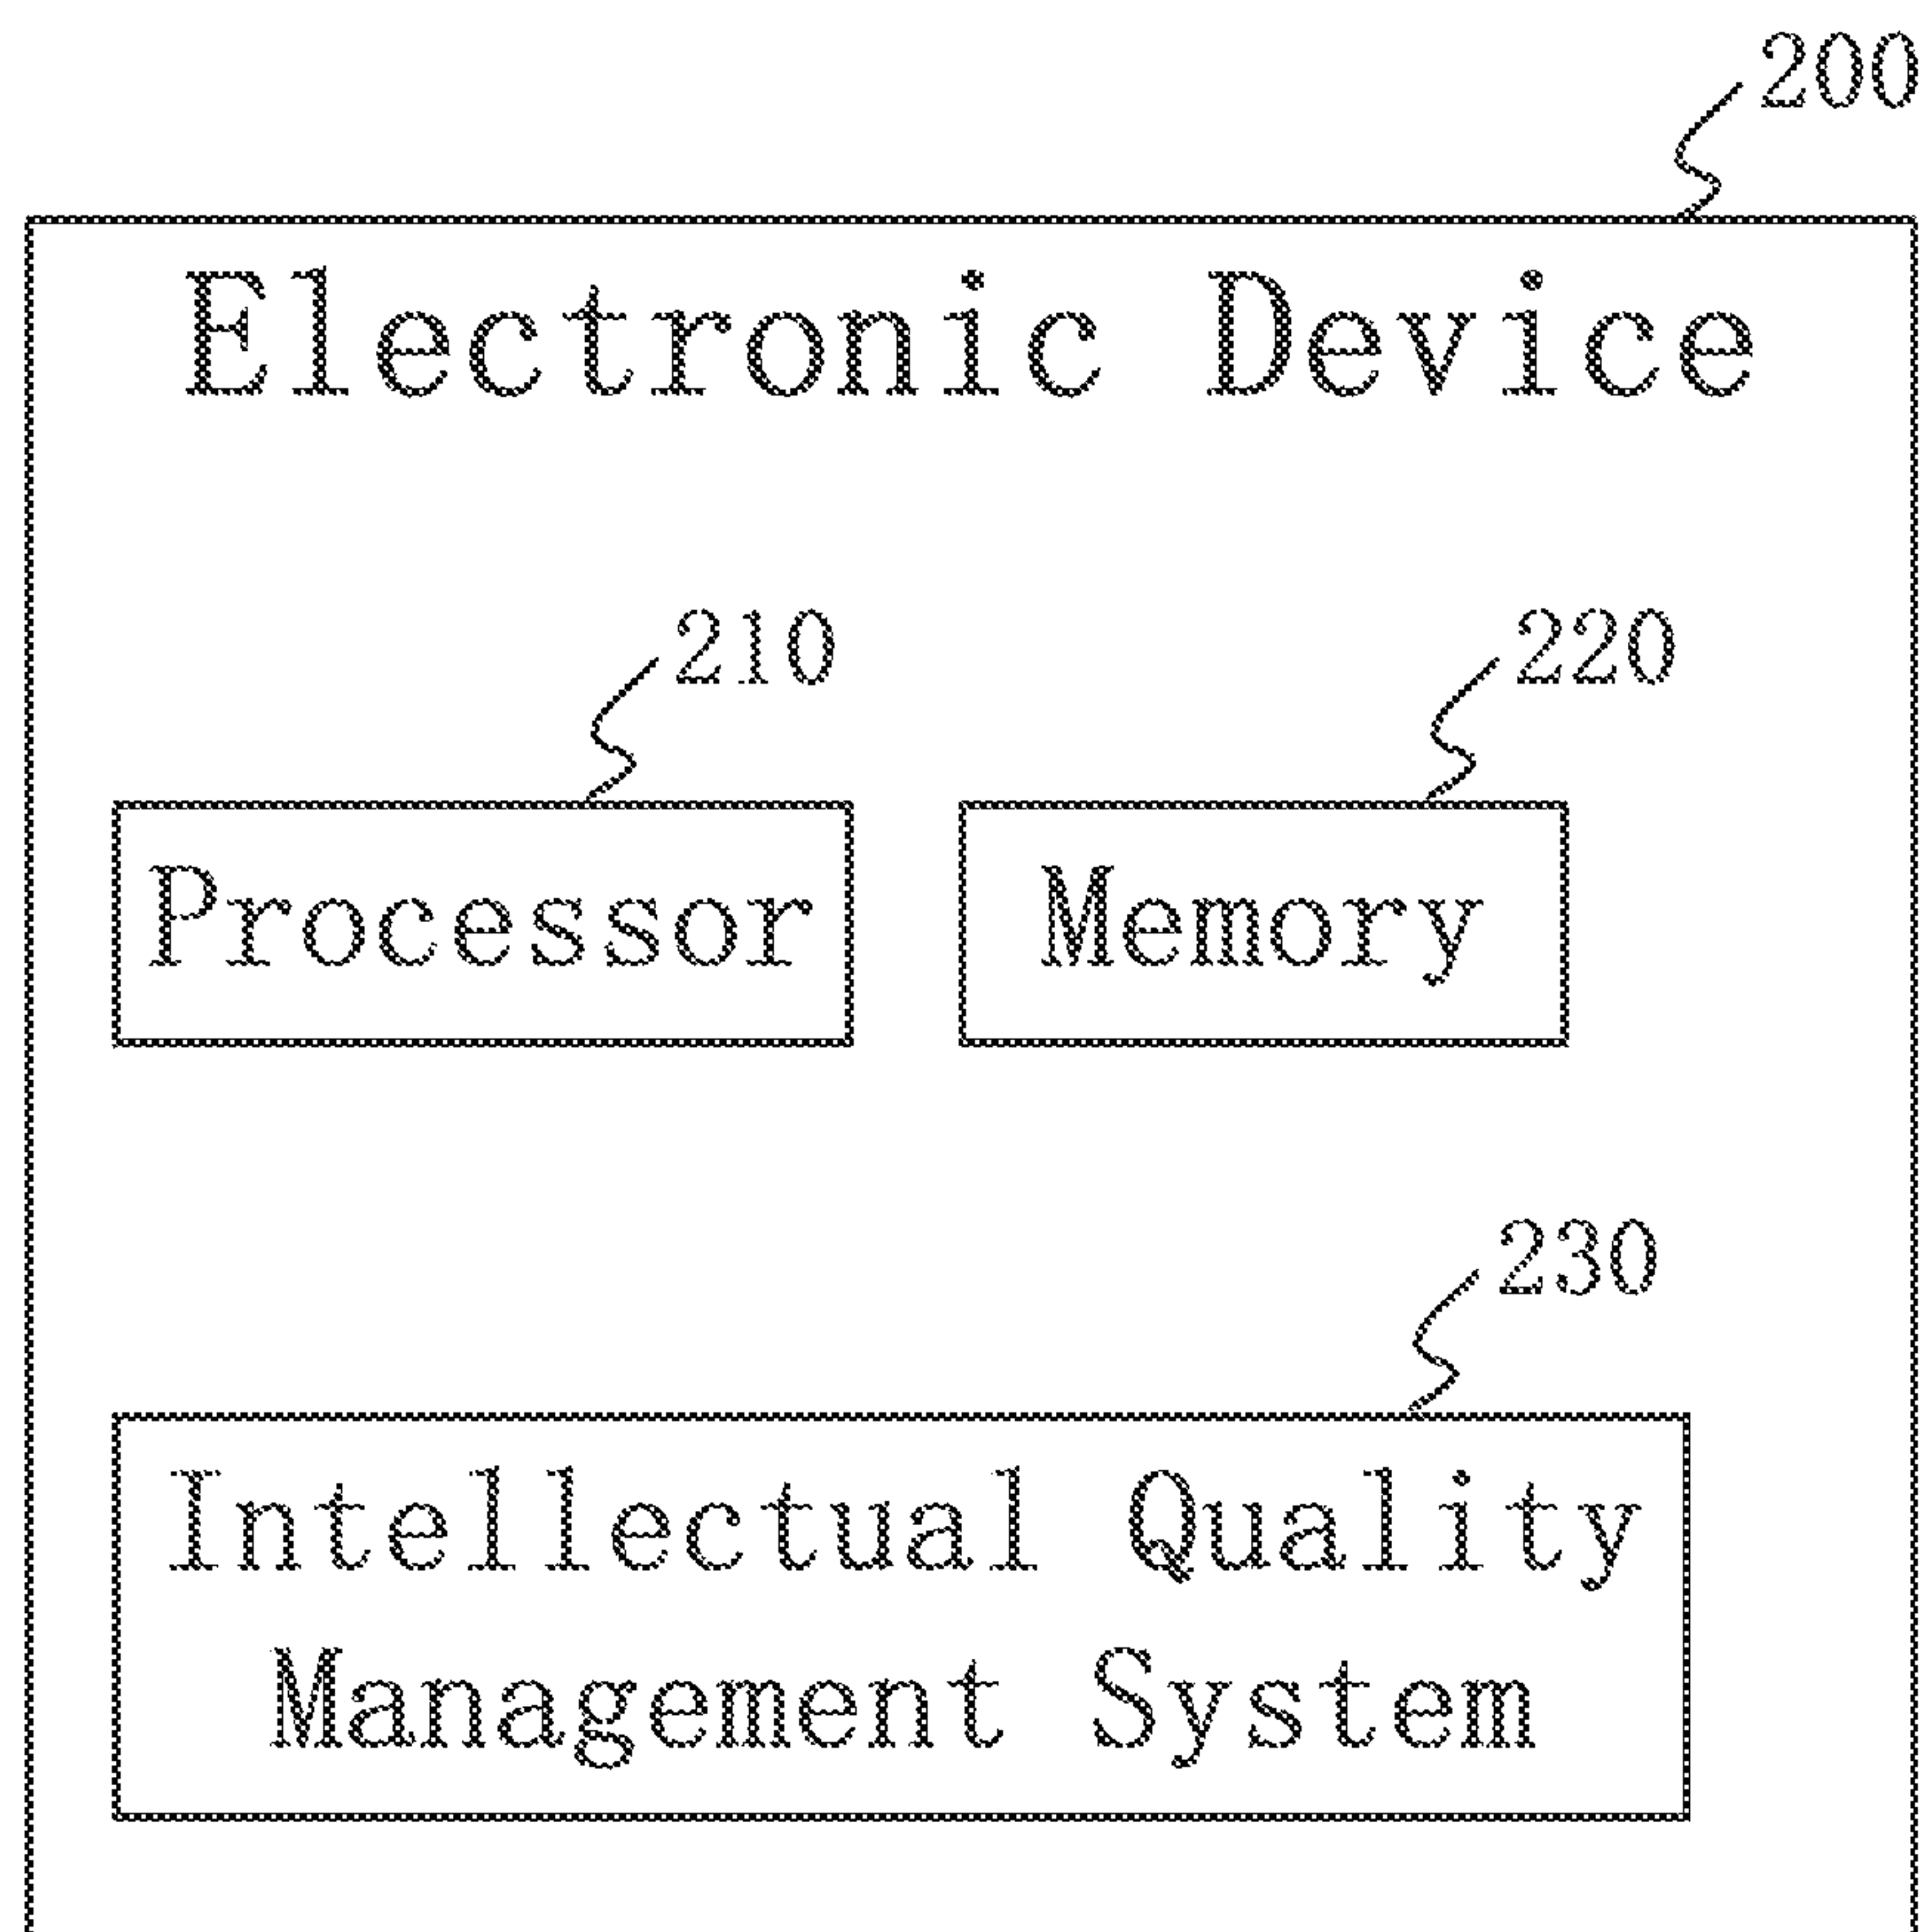 200
Electronic Device
210
220
Processor
Memory
230
Intellectual Quality
Management System